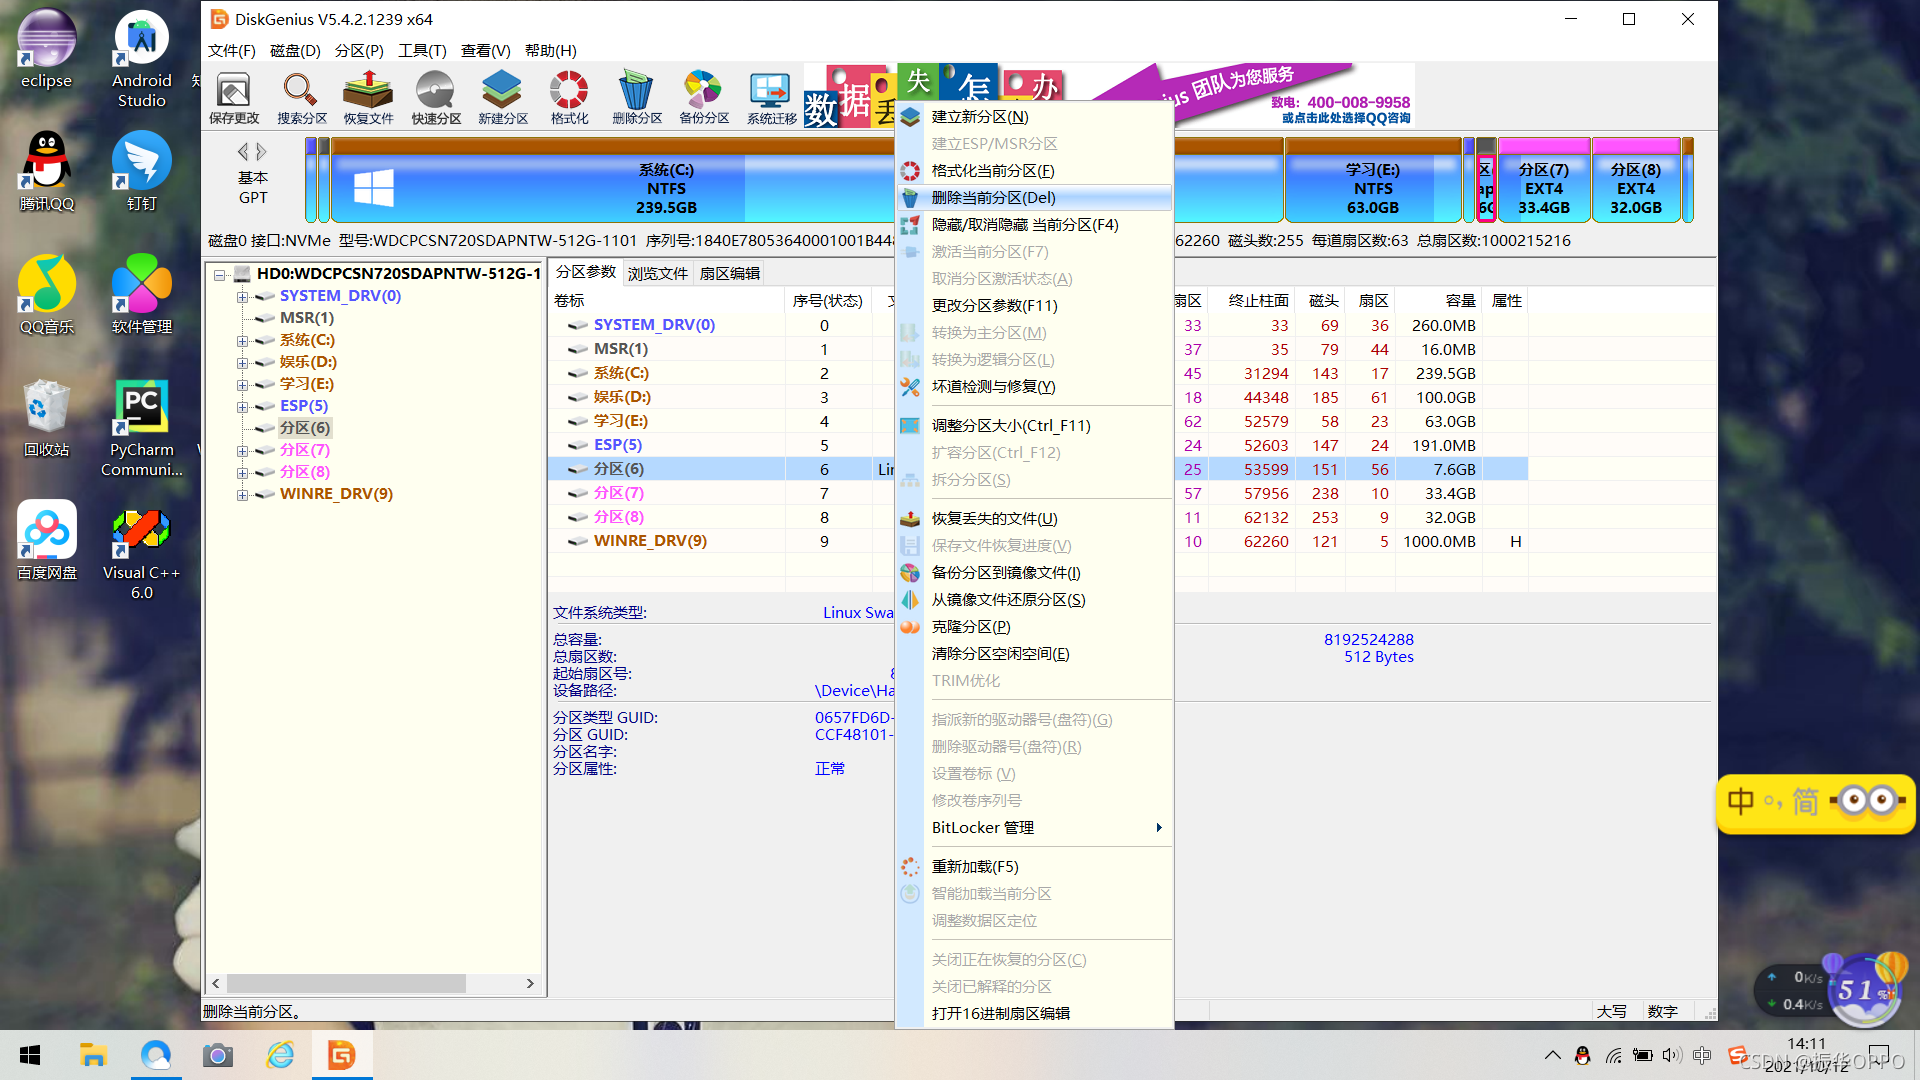 DiskGenius V5.4.2.1239 x64
文件(F) 磁盘(D) 分区(P) 工具(T) 查看(V) 帮助(H)
保存更改 搜索分区 恢复文件 快速分区 新建分区 格式化 删除分区 备份分区 系统迁移
数据丢失怎办
团队为您服务
致电：400-008-9958
或点击此处选择QQ咨询
基本
GPT
系统(C:)
NTFS
239.5GB
学习(E:)
NTFS
63.0GB
分区(7)
EXT4
33.4GB
分区(8)
EXT4
32.0GB
磁盘0 接口:NVMe 型号:WDCPCSN720SDAPNTW-512G-1101 序列号:1840E78053640001001B44
62260 磁头数:255 每道扇区数:63 总扇区数:1000215216
HD0:WDCPCSN720SDAPNTW-512G-1
SYSTEM_DRV(0)
MSR(1)
系统(C:)
娱乐(D:)
学习(E:)
ESP(5)
分区(6)
分区(7)
分区(8)
WINRE_DRV(9)
分区参数 浏览文件 扇区编辑
卷标 序号(状态) 扇区 终止柱面 磁头 扇区 容量 属性
SYSTEM_DRV(0) 0 33 33 69 36 260.0MB
MSR(1) 1 37 35 79 44 16.0MB
系统(C:) 2 45 31294 143 17 239.5GB
娱乐(D:) 3 18 44348 185 61 100.0GB
学习(E:) 4 62 52579 58 23 63.0GB
ESP(5) 5 24 52603 147 24 191.0MB
分区(6) 6 Li 25 53599 151 56 7.6GB
分区(7) 7 57 57956 238 10 33.4GB
分区(8) 8 11 62132 253 9 32.0GB
WINRE_DRV(9) 9 10 62260 121 5 1000.0MB H
文件系统类型: Linux Swa
总容量: 8192524288
总扇区数: 512 Bytes
起始扇区号:
设备路径: \Device\Ha
分区类型 GUID: 0657FD6D-
分区 GUID: CCF48101-
分区名字:
分区属性: 正常
建立新分区(N)
建立ESP/MSR分区
格式化当前分区(F)
删除当前分区(Del)
隐藏/取消隐藏 当前分区(F4)
激活当前分区(F7)
取消分区激活状态(A)
更改分区参数(F11)
转换为主分区(M)
转换为逻辑分区(L)
坏道检测与修复(Y)
调整分区大小(Ctrl_F11)
扩容分区(Ctrl_F12)
拆分分区(S)
恢复丢失的文件(U)
保存文件恢复进度(V)
备份分区到镜像文件(I)
从镜像文件还原分区(S)
克隆分区(P)
清除分区空闲空间(E)
TRIM优化
指派新的驱动器号(盘符)(G)
删除驱动器号(盘符)(R)
设置卷标 (V)
修改卷序列号
BitLocker 管理
重新加载(F5)
智能加载当前分区
调整数据区定位
关闭正在恢复的分区(C)
关闭已解释的分区
打开16进制扇区编辑
删除当前分区。
大写 数字
eclipse
Android Studio
腾讯QQ
钉钉
QQ音乐
软件管理
回收站
PyCharm Communi...
百度网盘
Visual C++ 6.0
中 °, 简
0K/s
0.4K/s
51%
中
14:11
2021/10/12
CSDN @振华OPPO